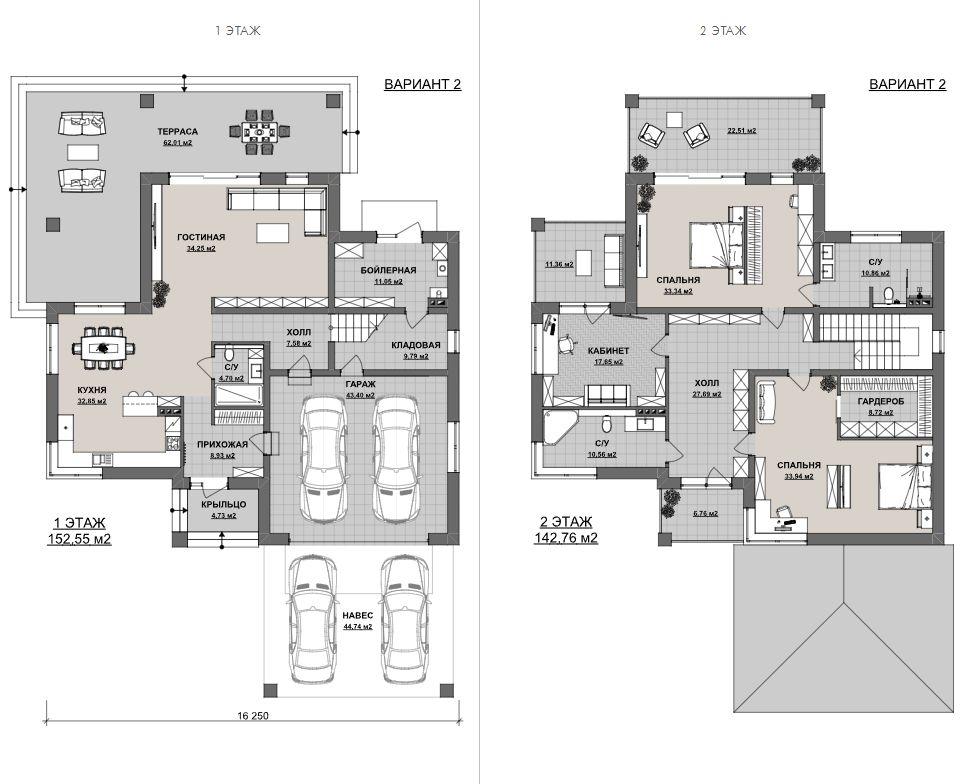 1 ЭТАЖ
ВАРИАНТ 2
ТЕРРАСА
62.01 м2
ГОСТИНАЯ
34.25 м2
БОЙЛЕРНАЯ
11.05 м2
ХОЛЛ
7.58 м2
КЛАДОВАЯ
9.79 м2
С/У
4.70 м2
ГАРАЖ
43.40 м2
КУХНЯ
32.85 м2
ПРИХОЖАЯ
8.93 м2
КРЫЛЬЦО
4.73 м2
1 ЭТАЖ
152,55 м2
НАВЕС
44.74 м2
16 250
2 ЭТАЖ
ВАРИАНТ 2
22.51 м2
11.36 м2
С/У
10.86 м2
СПАЛЬНЯ
33.34 м2
КАБИНЕТ
17.65 м2
ХОЛЛ
27.69 м2
ГАРДЕРОБ
8.72 м2
С/У
10.56 м2
СПАЛЬНЯ
33.94 м2
6.76 м2
2 ЭТАЖ
142,76 м2